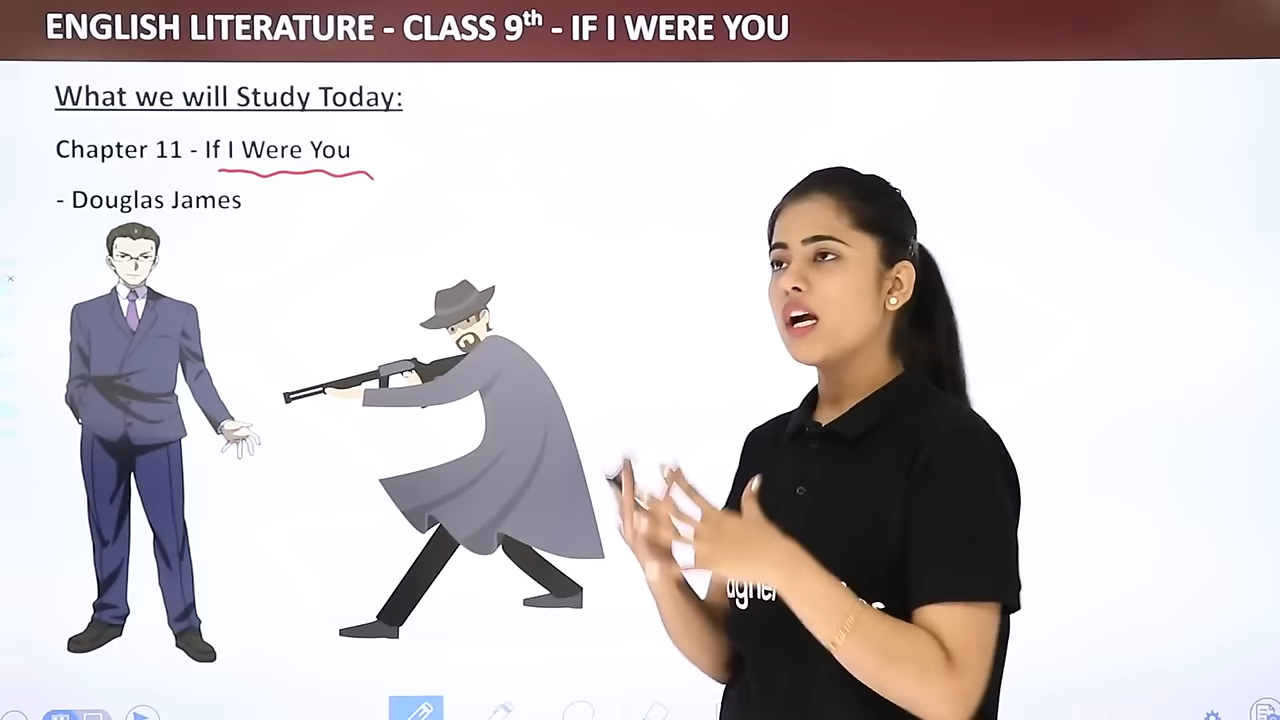 ENGLISH LITERATURE - CLASS 9th - IF I WERE YOU
What we will Study Today:
Chapter 11 - If I Were You
- Douglas James